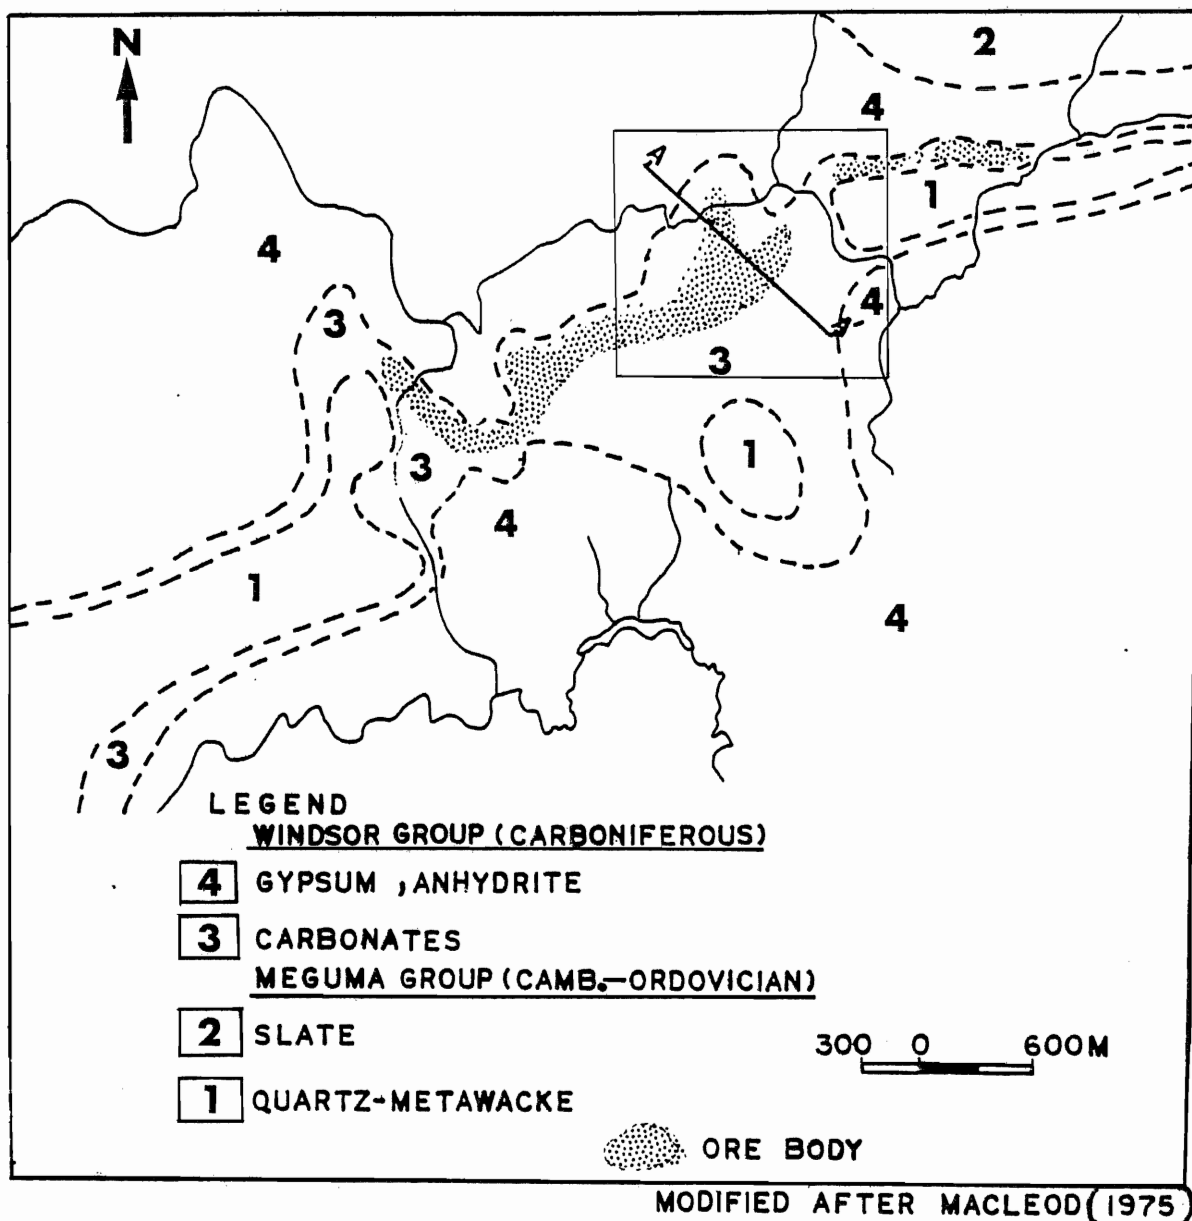 N
2
4
A
1
4
4
3
A'
3
1
3
4
1
4
3
LEGEND
WINDSOR GROUP (CARBONIFEROUS)
4 GYPSUM , ANHYDRITE
3 CARBONATES
MEGUMA GROUP (CAMB.-ORDOVICIAN)
2 SLATE
300 0 600M
1 QUARTZ-METAWACKE
ORE BODY
MODIFIED AFTER MACLEOD (1975)